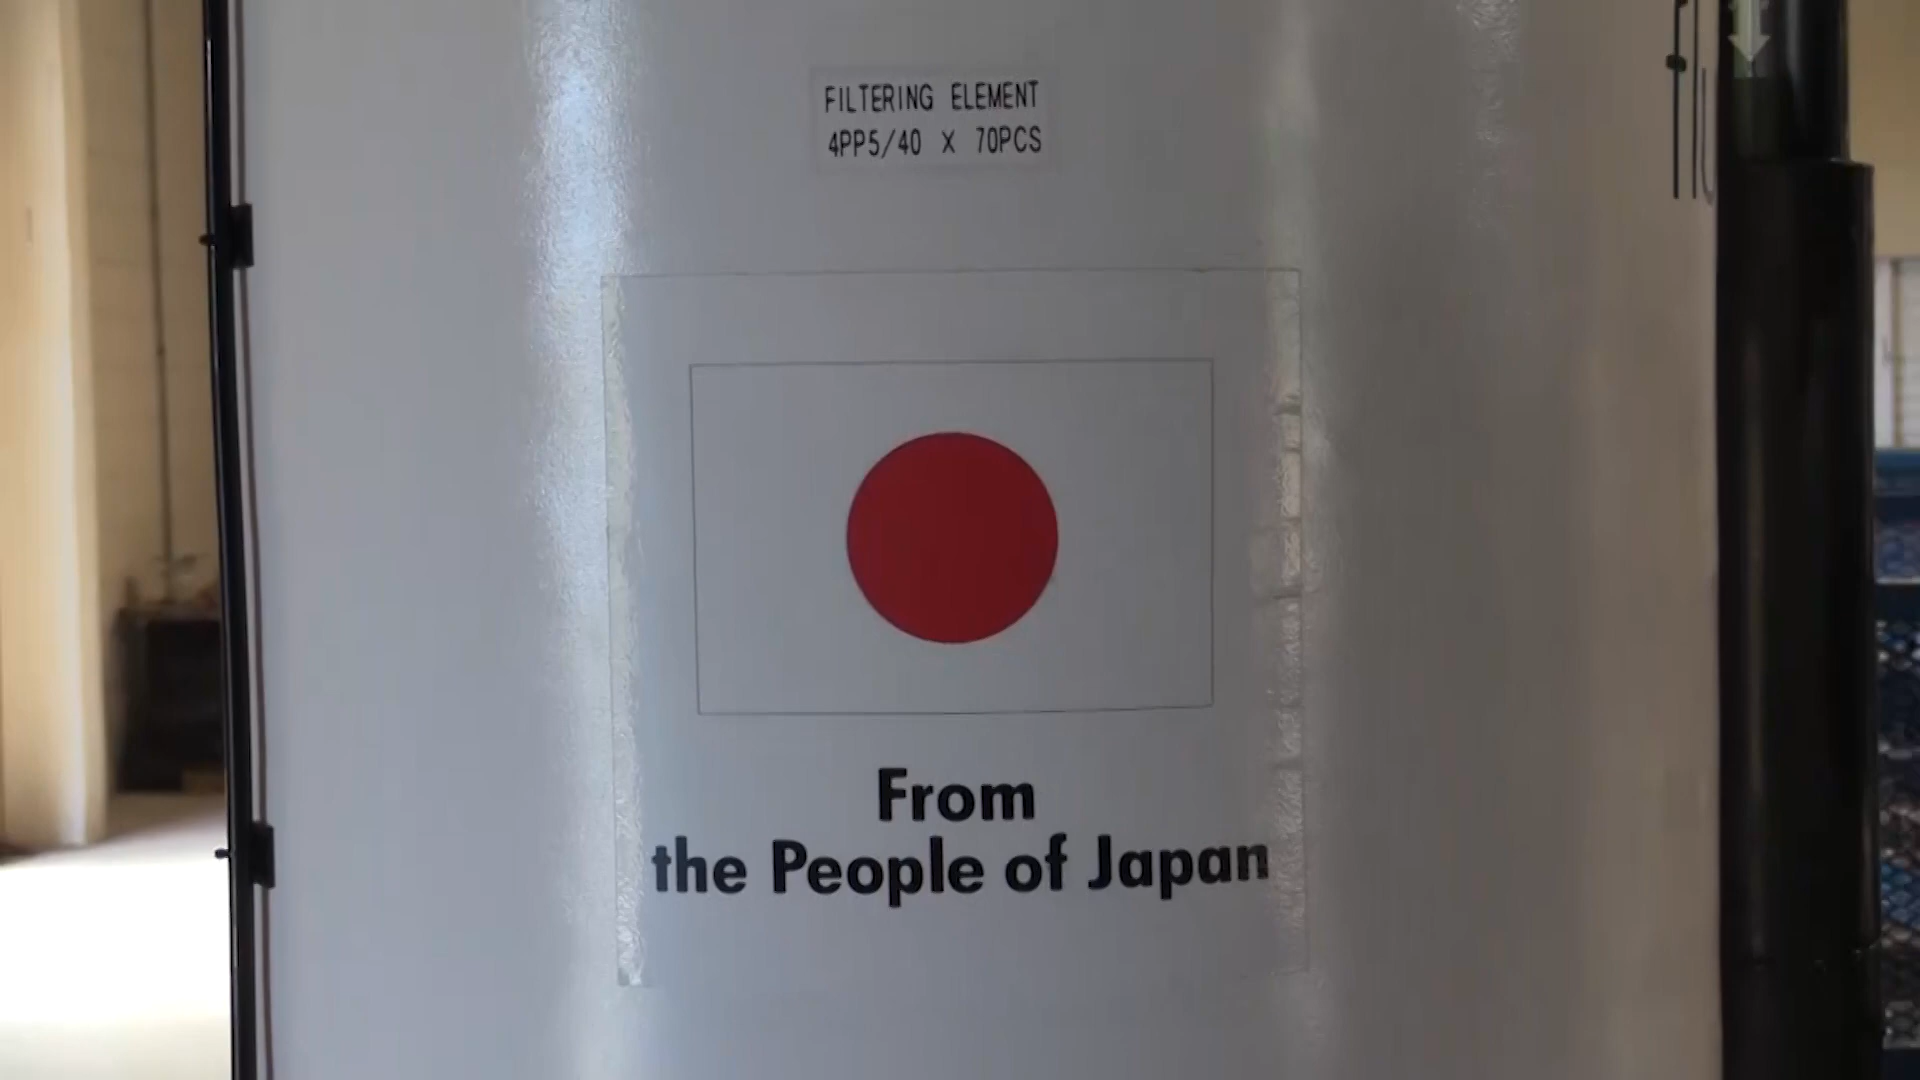 FILTERING ELEMENT
4PP5/40 X 70PCS
From
the People of Japan